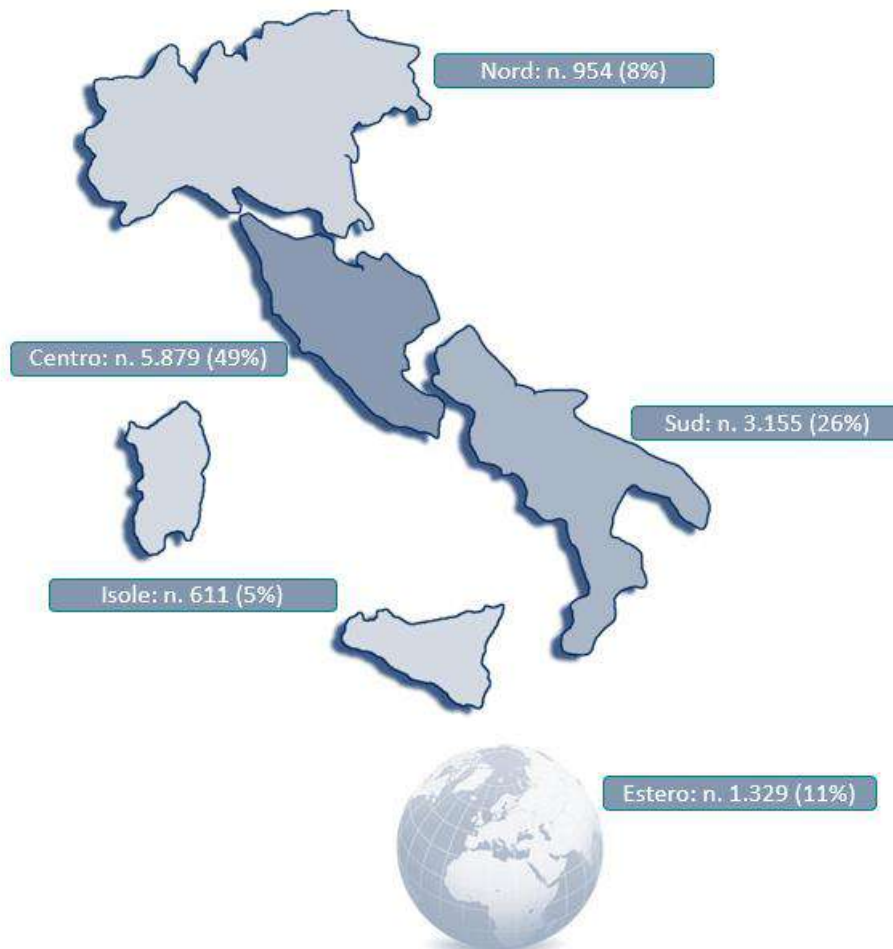 Nord: n. 954 (8%)
Centro: n. 5.879 (49%)
Sud: n. 3.155 (26%)
Isole: n. 611 (5%)
Estero: n. 1.329 (11%)